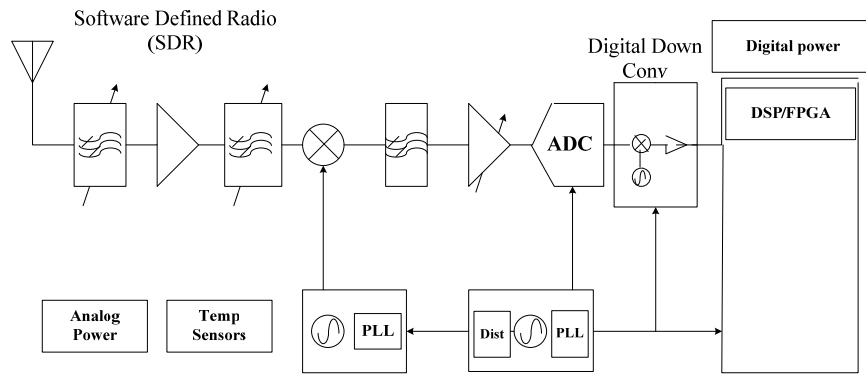 Software Defined Radio
(SDR)
Digital Down
Conv
Digital power
DSP/FPGA
ADC
Analog
Power
Temp
Sensors
PLL
Dist
PLL